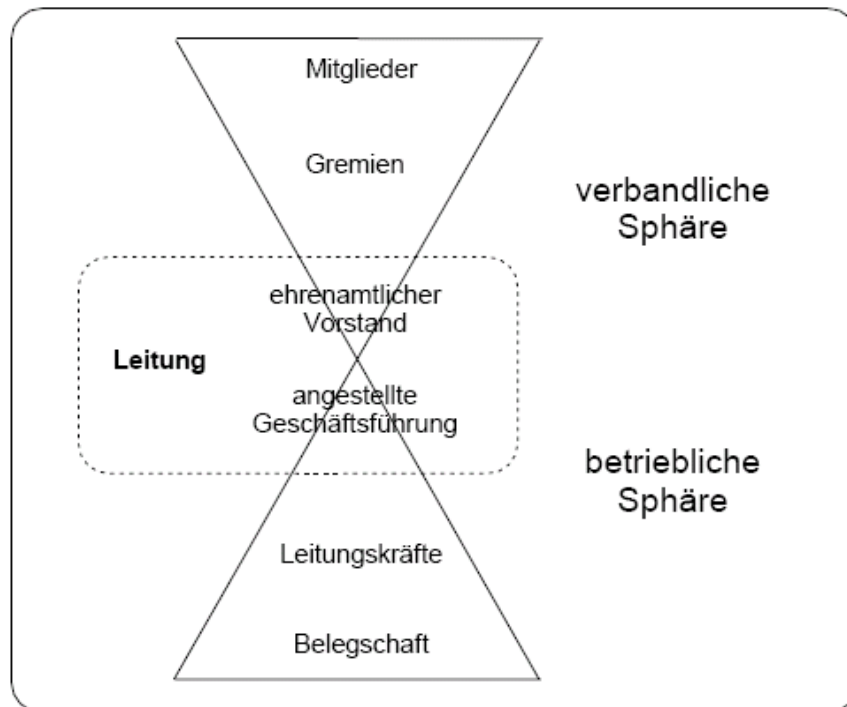 Mitglieder
Gremien
verbandliche
Sphäre
ehrenamtlicher
Vorstand
Leitung
angestellte
Geschäftsführung
betriebliche
Sphäre
Leitungskräfte
Belegschaft